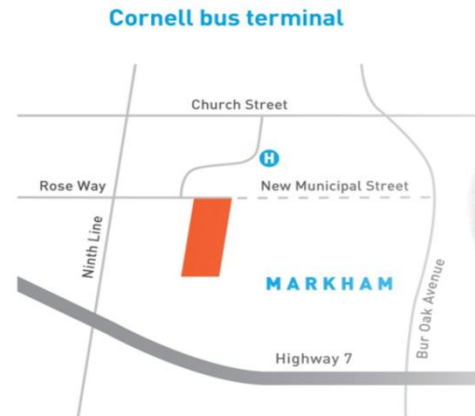 Cornell bus terminal
Church Street
H
Rose Way
New Municipal Street
Ninth Line
MARKHAM
Bur Oak Avenue
Highway 7